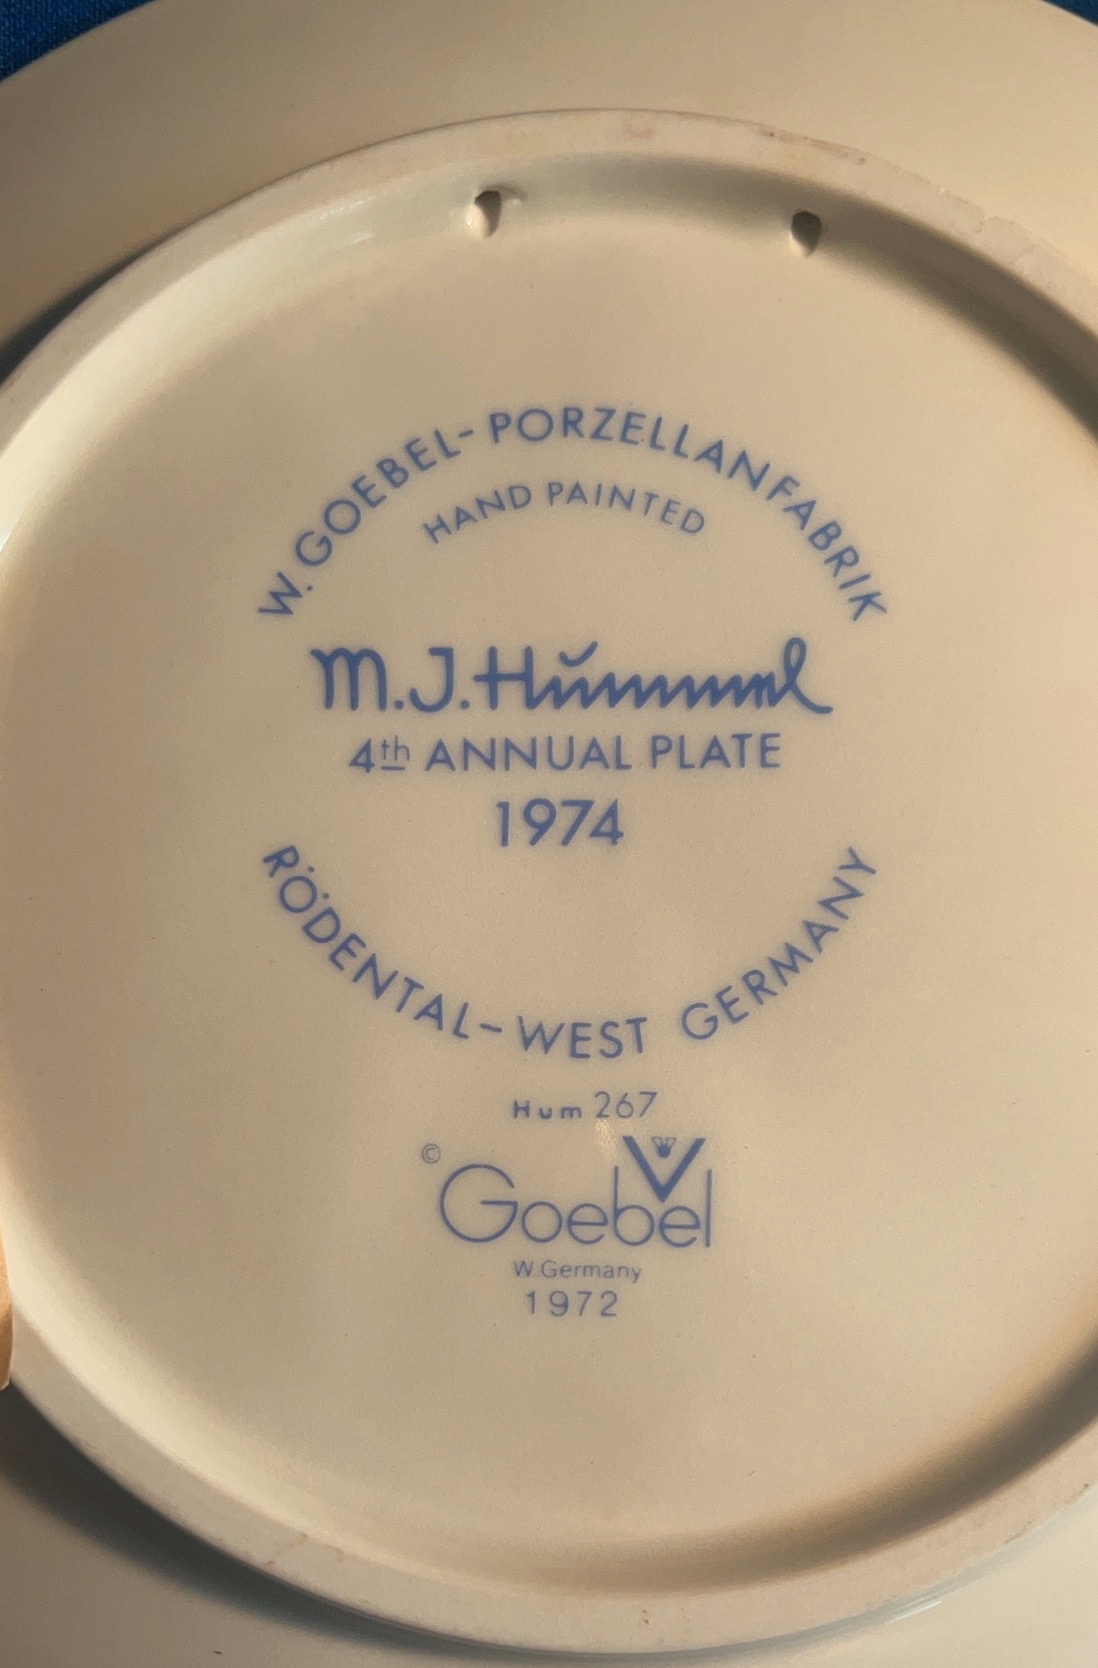 W. GOEBEL-PORZELLANFABRIK
HAND PAINTED
M.J.Hummel
4th ANNUAL PLATE
1974
RÖDENTAL-WEST GERMANY
Hum 267
© Goebel
W.Germany
1972